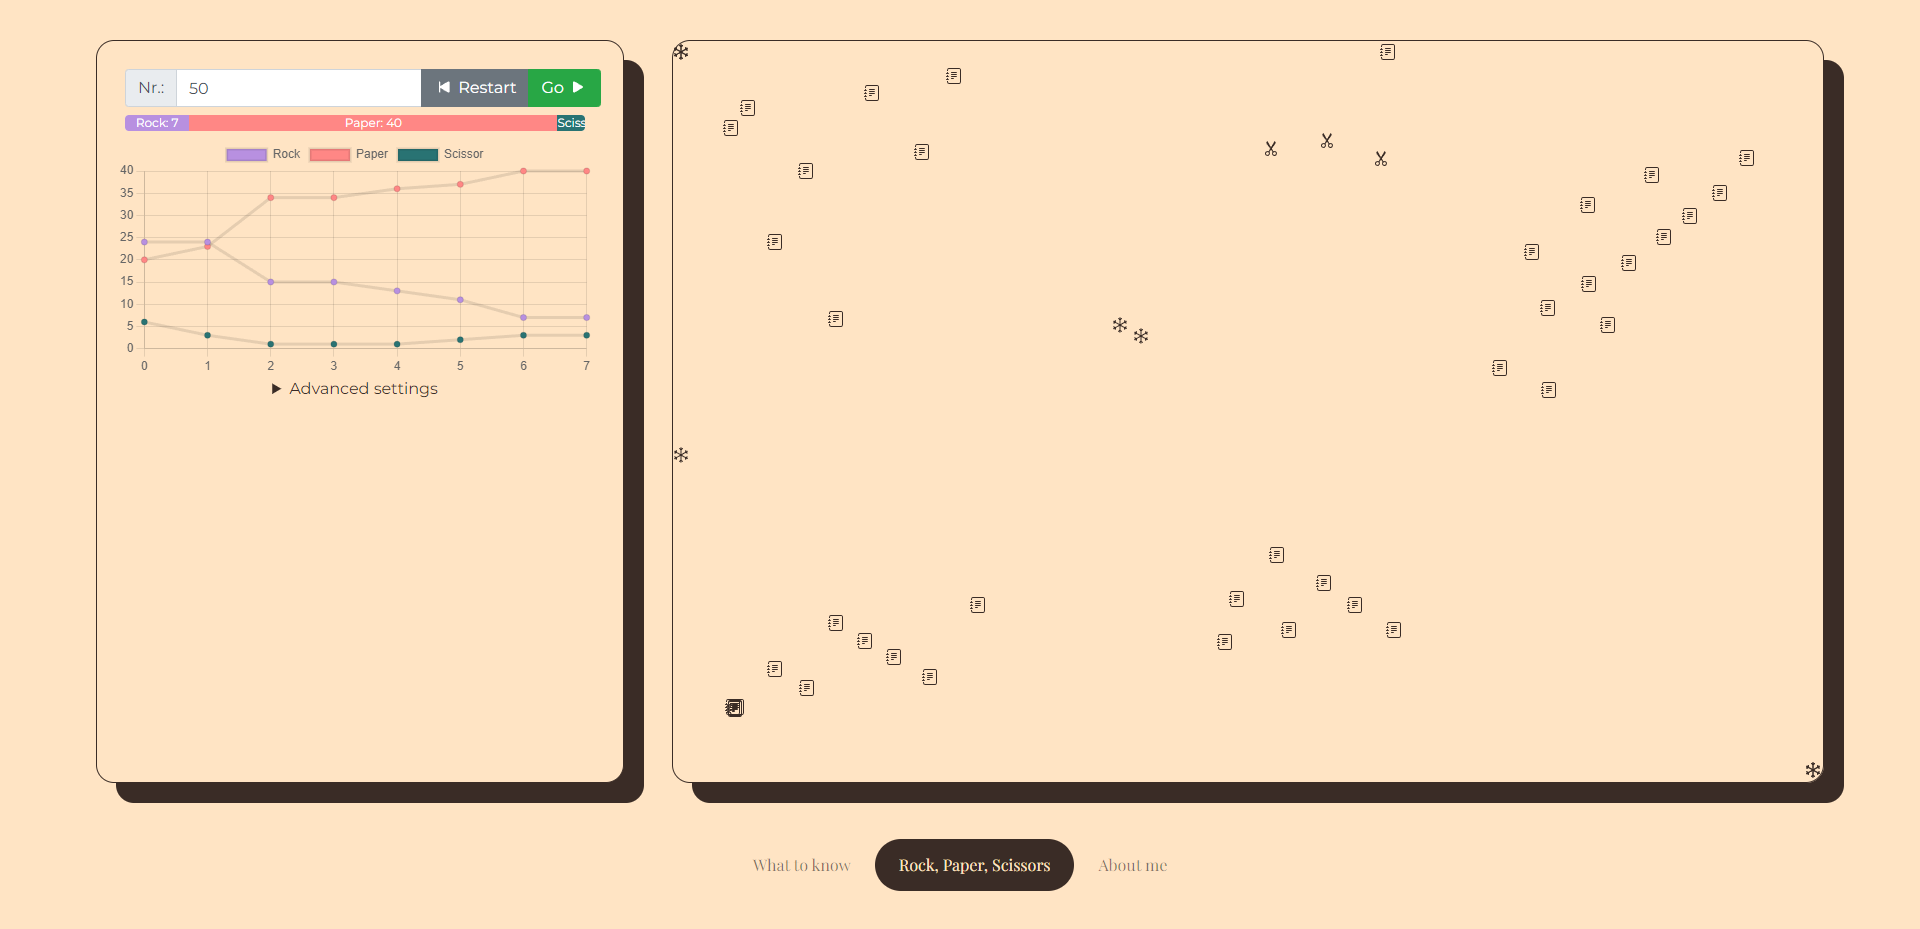 Nr.: 50 Restart Go
Rock: 7 Paper: 40 Sciss
Rock Paper Scissor
40
35
30
25
20
15
10
5
0
0 1 2 3 4 5 6 7
Advanced settings
What to know Rock, Paper, Scissors About me